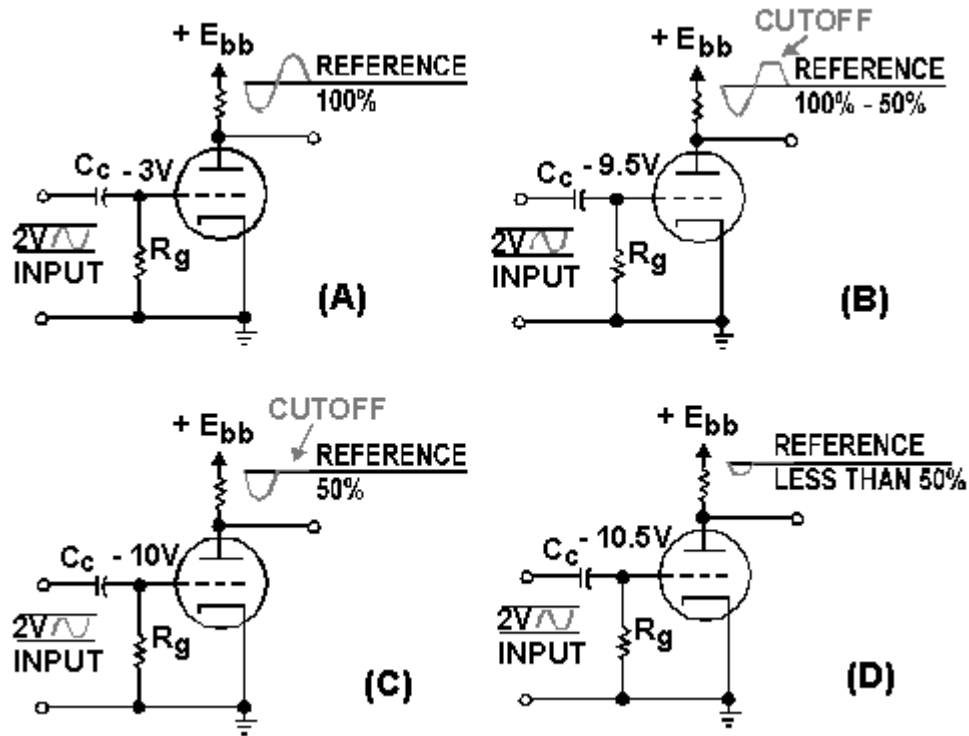 + Ebb
REFERENCE
100%
Cc - 3V
2V
INPUT
Rg
(A)
CUTOFF
+ Ebb
REFERENCE
100% - 50%
Cc - 9.5V
2V
INPUT
Rg
(B)
CUTOFF
+ Ebb
REFERENCE
50%
Cc - 10V
2V
INPUT
Rg
(C)
+ Ebb
REFERENCE
LESS THAN 50%
Cc - 10.5V
2V
INPUT
Rg
(D)